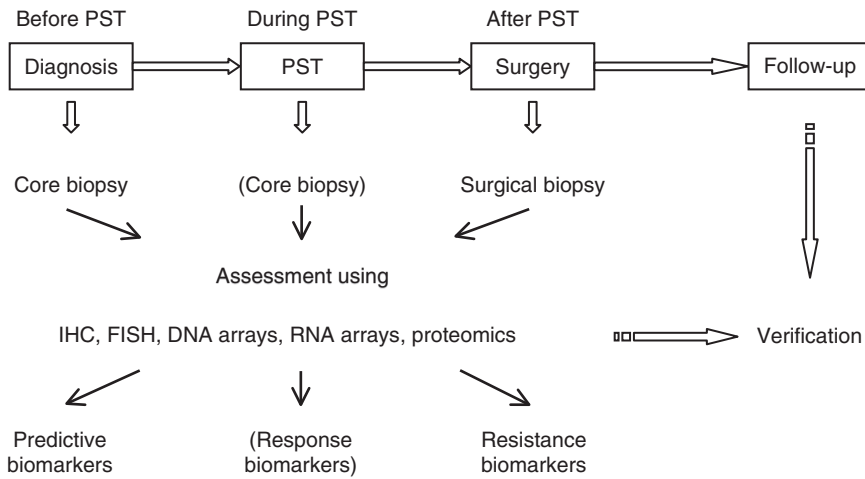 Before PST
During PST
After PST
Diagnosis
PST
Surgery
Follow-up
Core biopsy
(Core biopsy)
Surgical biopsy
Assessment using
IHC, FISH, DNA arrays, RNA arrays, proteomics
Verification
Predictive
biomarkers
(Response
biomarkers)
Resistance
biomarkers